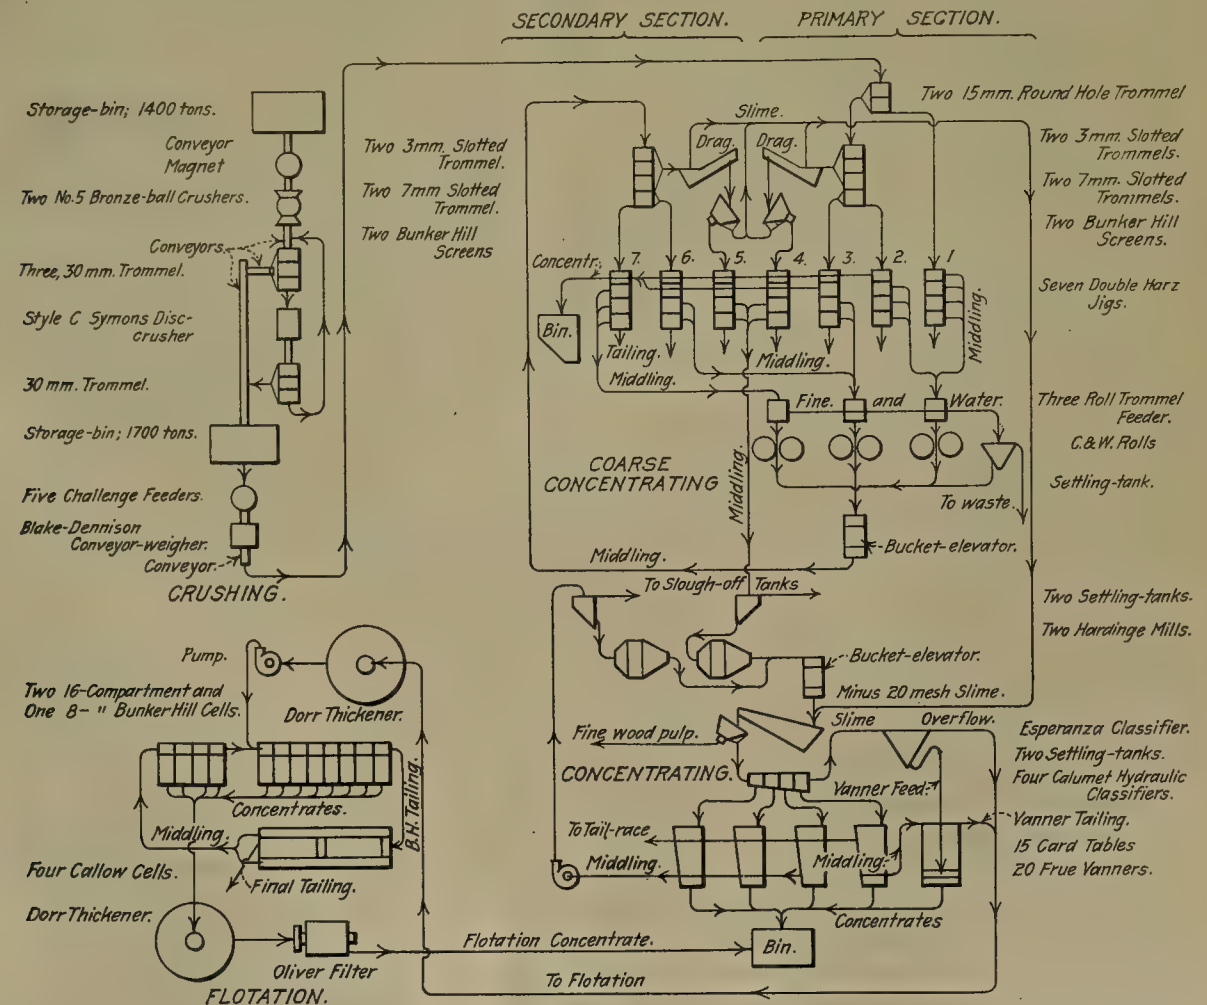 SECONDARY SECTION.
PRIMARY SECTION.
Storage-bin; 1400 tons.
Conveyor
Magnet
Two No.5 Bronze-ball Crushers.
Conveyors.
Three, 30 mm. Trommel.
Style C Symons Disc-
crusher
30 mm. Trommel.
Storage-bin; 1700 tons.
Five Challenge Feeders.
Blake-Dennison
Conveyor-weigher.
Conveyor.
CRUSHING.
Two 3mm. Slotted
Trommel.
Two 7mm Slotted
Trommel.
Two Bunker Hill
Screens
Slime.
Drag.
Drag.
Two 15mm. Round Hole Trommel
Two 3mm. Slotted
Trommels.
Two 7mm. Slotted
Trommels.
Two Bunker Hill
Screens.
Concentr.
7.
6.
5.
4.
3.
2.
1
Seven Double Harz
Jigs.
Bin.
Tailing.
Middling.
Middling.
Middling.
Fine.
and
Water.
Three Roll Trommel
Feeder.
C.&W. Rolls
Settling-tank.
COARSE
CONCENTRATING
Middling.
To waste.
Bucket-elevator.
Middling.
To Slough-off Tanks
Two Settling-tanks.
Two Hardinge Mills.
Bucket-elevator.
Minus 20 mesh Slime.
Fine wood pulp.
Slime
Overflow.
CONCENTRATING.
Vanner Feed.
Esperanza Classifier.
Two Settling-tanks.
Four Calumet Hydraulic
Classifiers.
Vanner Tailing.
15 Card Tables
20 Frue Vanners.
To Tail-race
Middling.
Middling.
Concentrates
Bin.
Pump.
Dorr Thickener.
Two 16-Compartment and
One 8- " Bunker Hill Cells.
B.H. Tailing.
Concentrates.
Middling.
Four Callow Cells.
Final Tailing.
Dorr Thickener.
Oliver Filter
Flotation Concentrate.
To Flotation
FLOTATION.